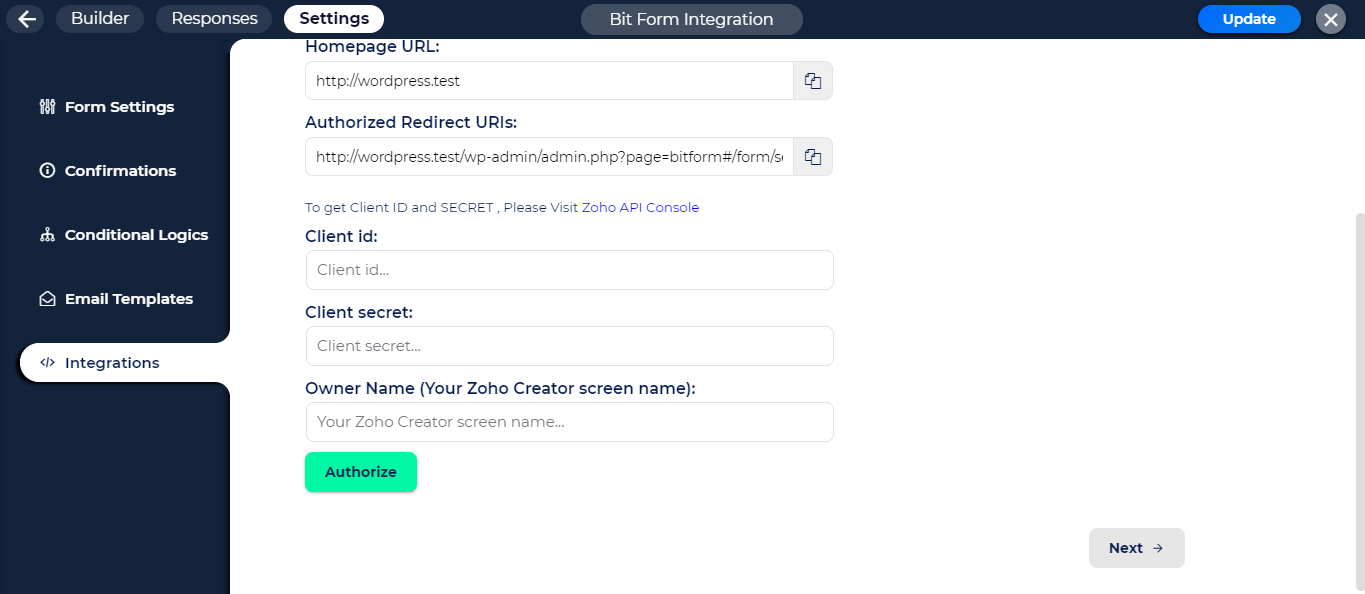 Builder
Responses
Settings
Bit Form Integration
Update
Form Settings
Confirmations
Conditional Logics
Email Templates
Integrations
Homepage URL:
http://wordpress.test
Authorized Redirect URIs:
http://wordpress.test/wp-admin/admin.php?page=bitform#/form/se
To get Client ID and SECRET , Please Visit Zoho API Console
Client id:
Client id...
Client secret:
Client secret...
Owner Name (Your Zoho Creator screen name):
Your Zoho Creator screen name...
Authorize
Next